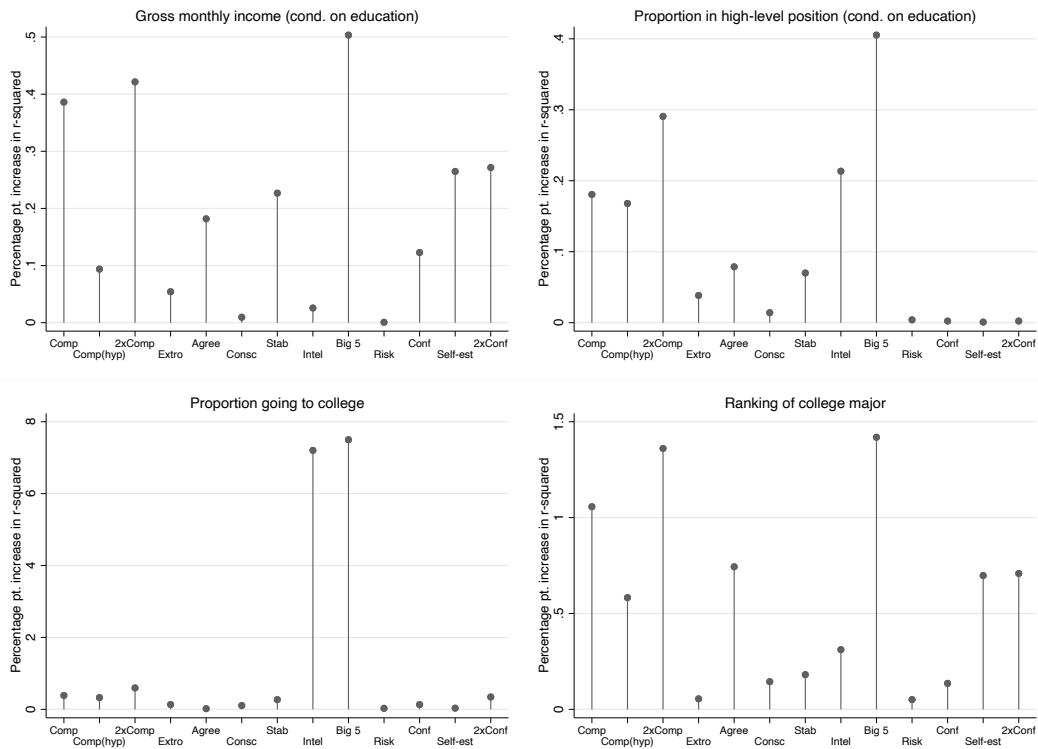 Gross monthly income (cond. on education)
Percentage pt. increase in r-squared
.5
.4
.3
.2
.1
0
Comp 2xComp Agree Stab Big 5 Conf 2xConf
Comp(hyp) Extro Consc Intel Risk Self-est
Proportion in high-level position (cond. on education)
Percentage pt. increase in r-squared
.4
.3
.2
.1
0
Comp 2xComp Agree Stab Big 5 Conf 2xConf
Comp(hyp) Extro Consc Intel Risk Self-est
Proportion going to college
Percentage pt. increase in r-squared
8
6
4
2
0
Comp 2xComp Agree Stab Big 5 Conf 2xConf
Comp(hyp) Extro Consc Intel Risk Self-est
Ranking of college major
Percentage pt. increase in r-squared
1.5
1
.5
0
Comp 2xComp Agree Stab Big 5 Conf 2xConf
Comp(hyp) Extro Consc Intel Risk Self-est